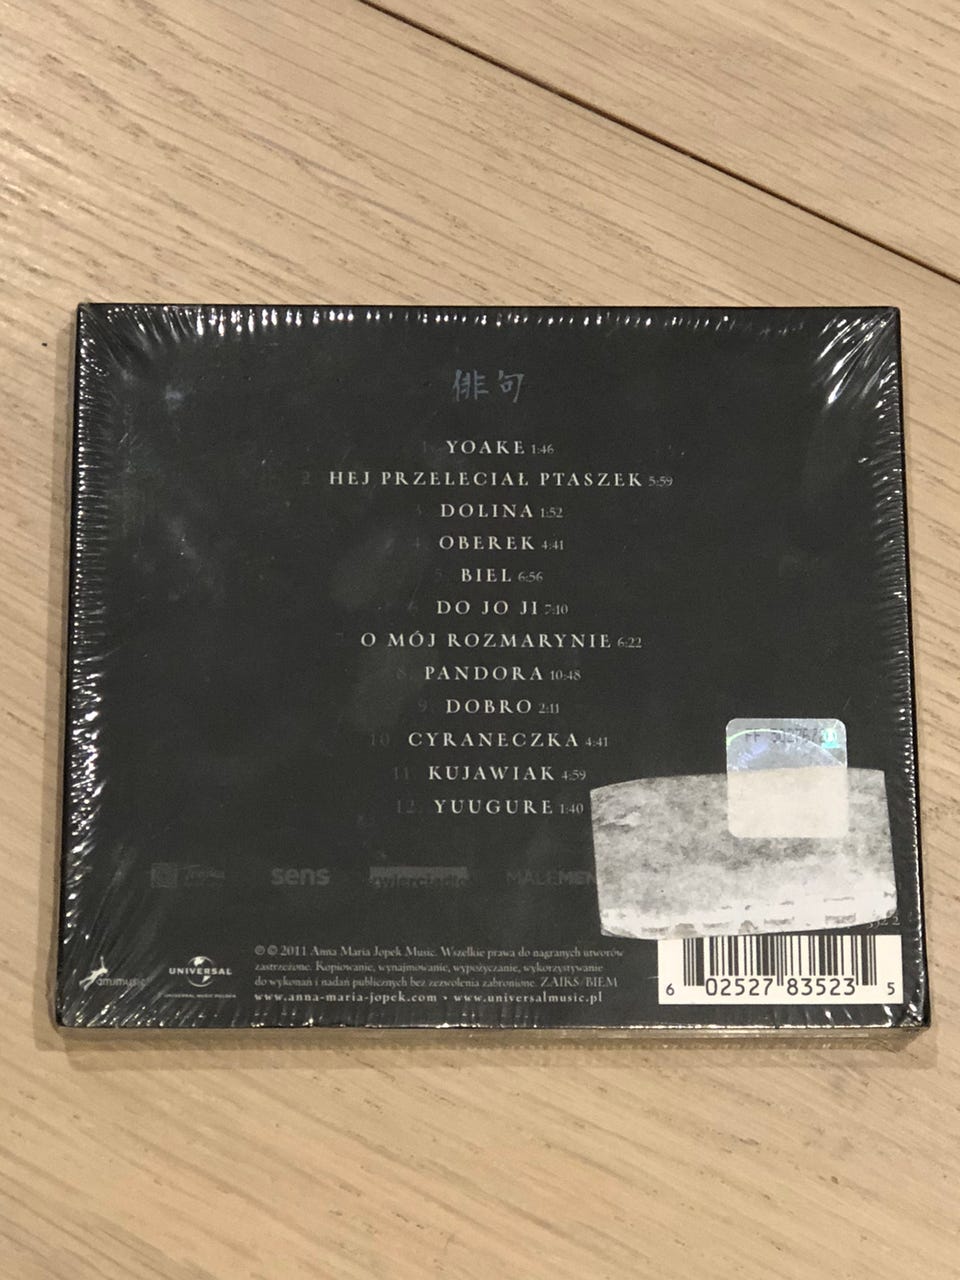 俳句
1. YOAKE 1:46
2. HEJ PRZELECIAŁ PTASZEK 5:59
3. DOLINA 1:52
4. OBEREK 4:41
5. BIEL 6:56
6. DO JO JI 7:10
7. O MÓJ ROZMARYNIE 6:22
8. PANDORA 10:48
9. DOBRO 2:11
10. CYRANECZKA 4:41
11. KUJAWIAK 4:59
12. YUUGURE 1:40
sens zwierciadło
℗ © 2011 Anna Maria Jopek Music. Wszelkie prawa do nagranych utworów
zastrzeżone. Kopiowanie, wynajmowanie, wypożyczanie, wykorzystywanie
do wykonań i nadań publicznych bez zezwolenia zabronione. ZAIKS/BIEM
www.anna-maria-jopek.com • www.universalmusic.pl
UNIVERSAL
UNIVERSAL MUSIC POLSKA
6 02527 83523 5